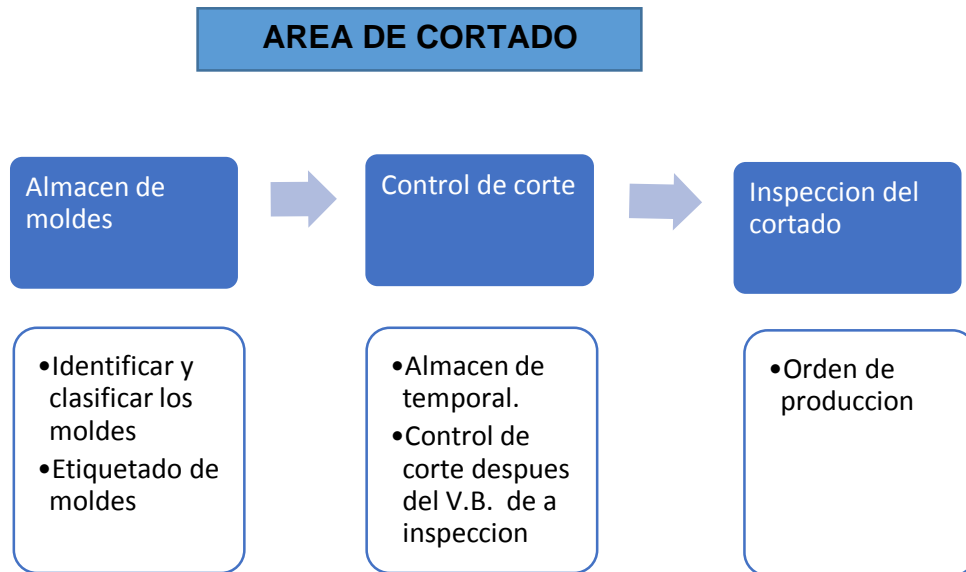 AREA DE CORTADO
Almacen de
moldes
•Identificar y
clasificar los
moldes
•Etiquetado de
moldes
Control de corte
•Almacen de
temporal.
•Control de
corte despues
del V.B.  de a
inspeccion
Inspeccion del
cortado
•Orden de
produccion